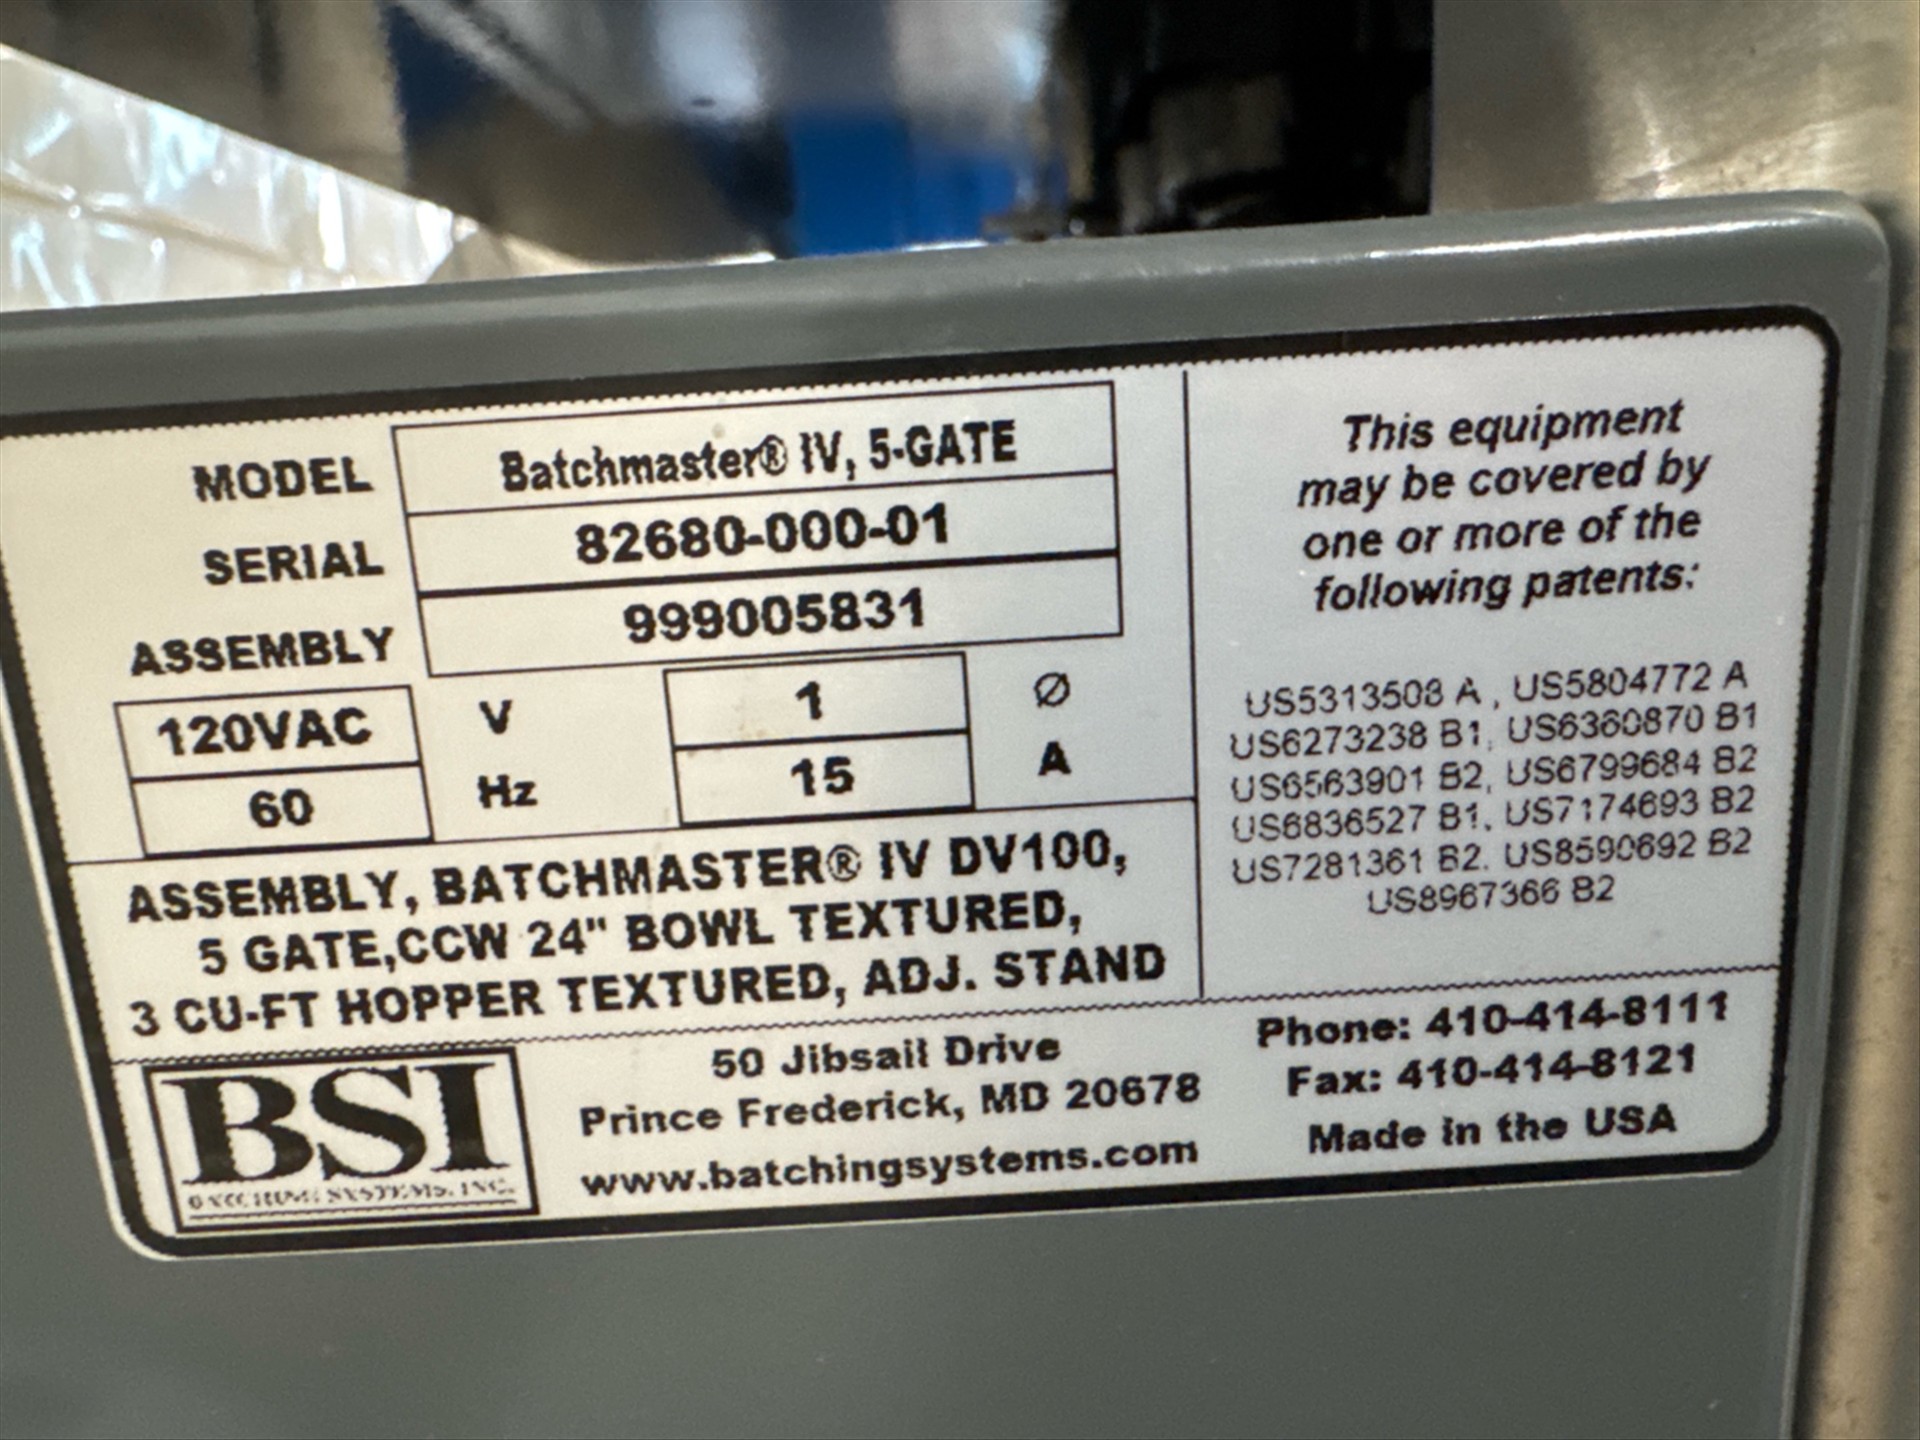 MODEL Batchmaster® IV, 5-GATE
SERIAL 82680-000-01
ASSEMBLY 999005831
120VAC V 1 Ø
60 Hz 15 A
ASSEMBLY, BATCHMASTER® IV DV100,
5 GATE,CCW 24" BOWL TEXTURED,
3 CU-FT HOPPER TEXTURED, ADJ. STAND
This equipment
may be covered by
one or more of the
following patents:
US5313508 A , US5804772 A
US6273238 B1, US6360870 B1
US6563901 B2, US6799684 B2
US6836527 B1, US7174693 B2
US7281361 B2. US8590692 B2
US8967366 B2
BSI
BATCHING SYSTEMS, INC.
50 Jibsail Drive
Prince Frederick, MD 20678
www.batchingsystems.com
Phone: 410-414-8111
Fax: 410-414-8121
Made in the USA